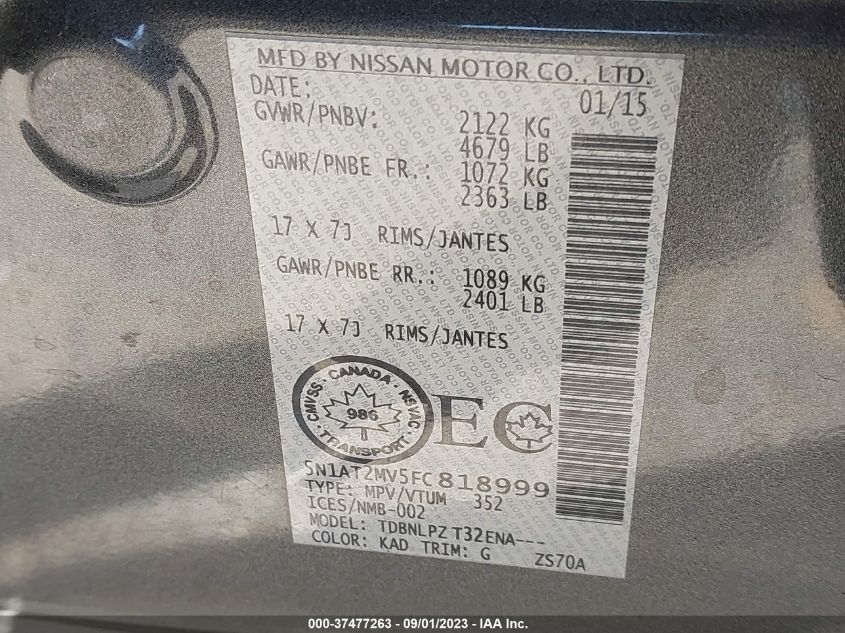 MFD BY NISSAN MOTOR CO., LTD.
DATE: 01/15
GVWR/PNBV: 2122 KG
4679 LB
GAWR/PNBE FR.: 1072 KG
2363 LB
17 X 7J RIMS/JANTES
GAWR/PNBE RR.: 1089 KG
2401 LB
17 X 7J RIMS/JANTES
CANADA
CMVSS NSVAC
986
TRANSPORT
EC
5N1AT2MV5FC818999
TYPE: MPV/VTUM 352
ICES/NMB-002
MODEL: TDBNLPZ T32ENA---
COLOR: KAD TRIM: G ZS70A
000-37477263 - 09/01/2023 - IAA Inc.